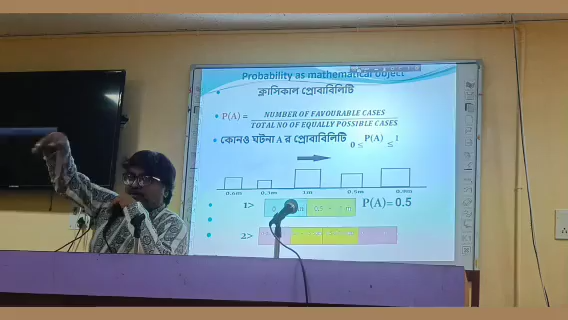 Probability as mathematical object
ক্লাসিকাল প্রোবাবিলিটি
P(A) = NUMBER OF FAVOURABLE CASES
TOTAL NO OF EQUALLY POSSIBLE CASES
কোনও ঘটনা A র প্রোবাবিলিটি 0 ≤ P(A) ≤ 1
0.6m 0.3m 1m 0.5m 0.9m
1> P(A)= 0.5
2>